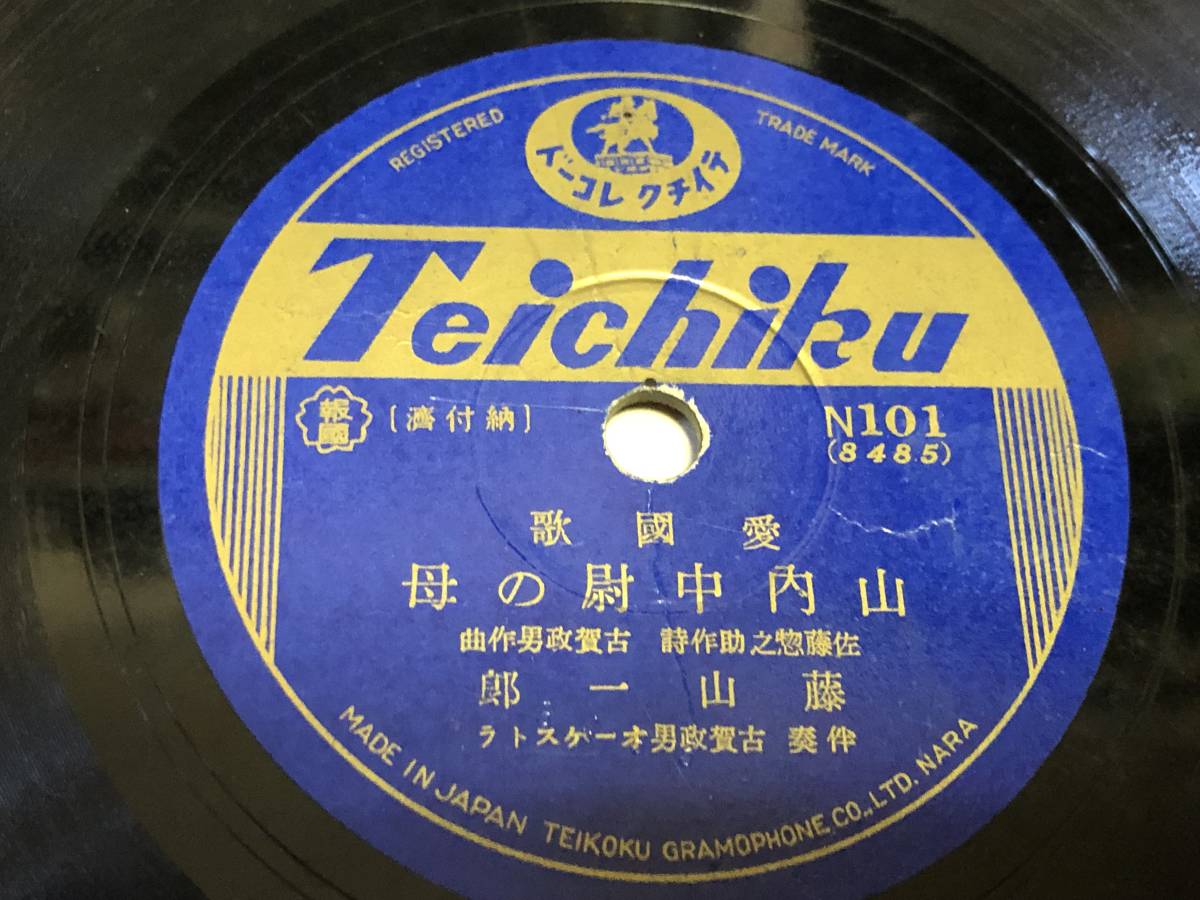 REGISTERED
TRADE MARK
テイチクレコード
Teichiku
報國
[納付濟]
N101
(8485)
愛國歌
山內中尉の母
佐藤惣之助作詩 古賀政男作曲
藤山一郎
伴奏 古賀政男オーケストラ
MADE IN JAPAN TEIKOKU GRAMOPHONE CO., LTD. NARA